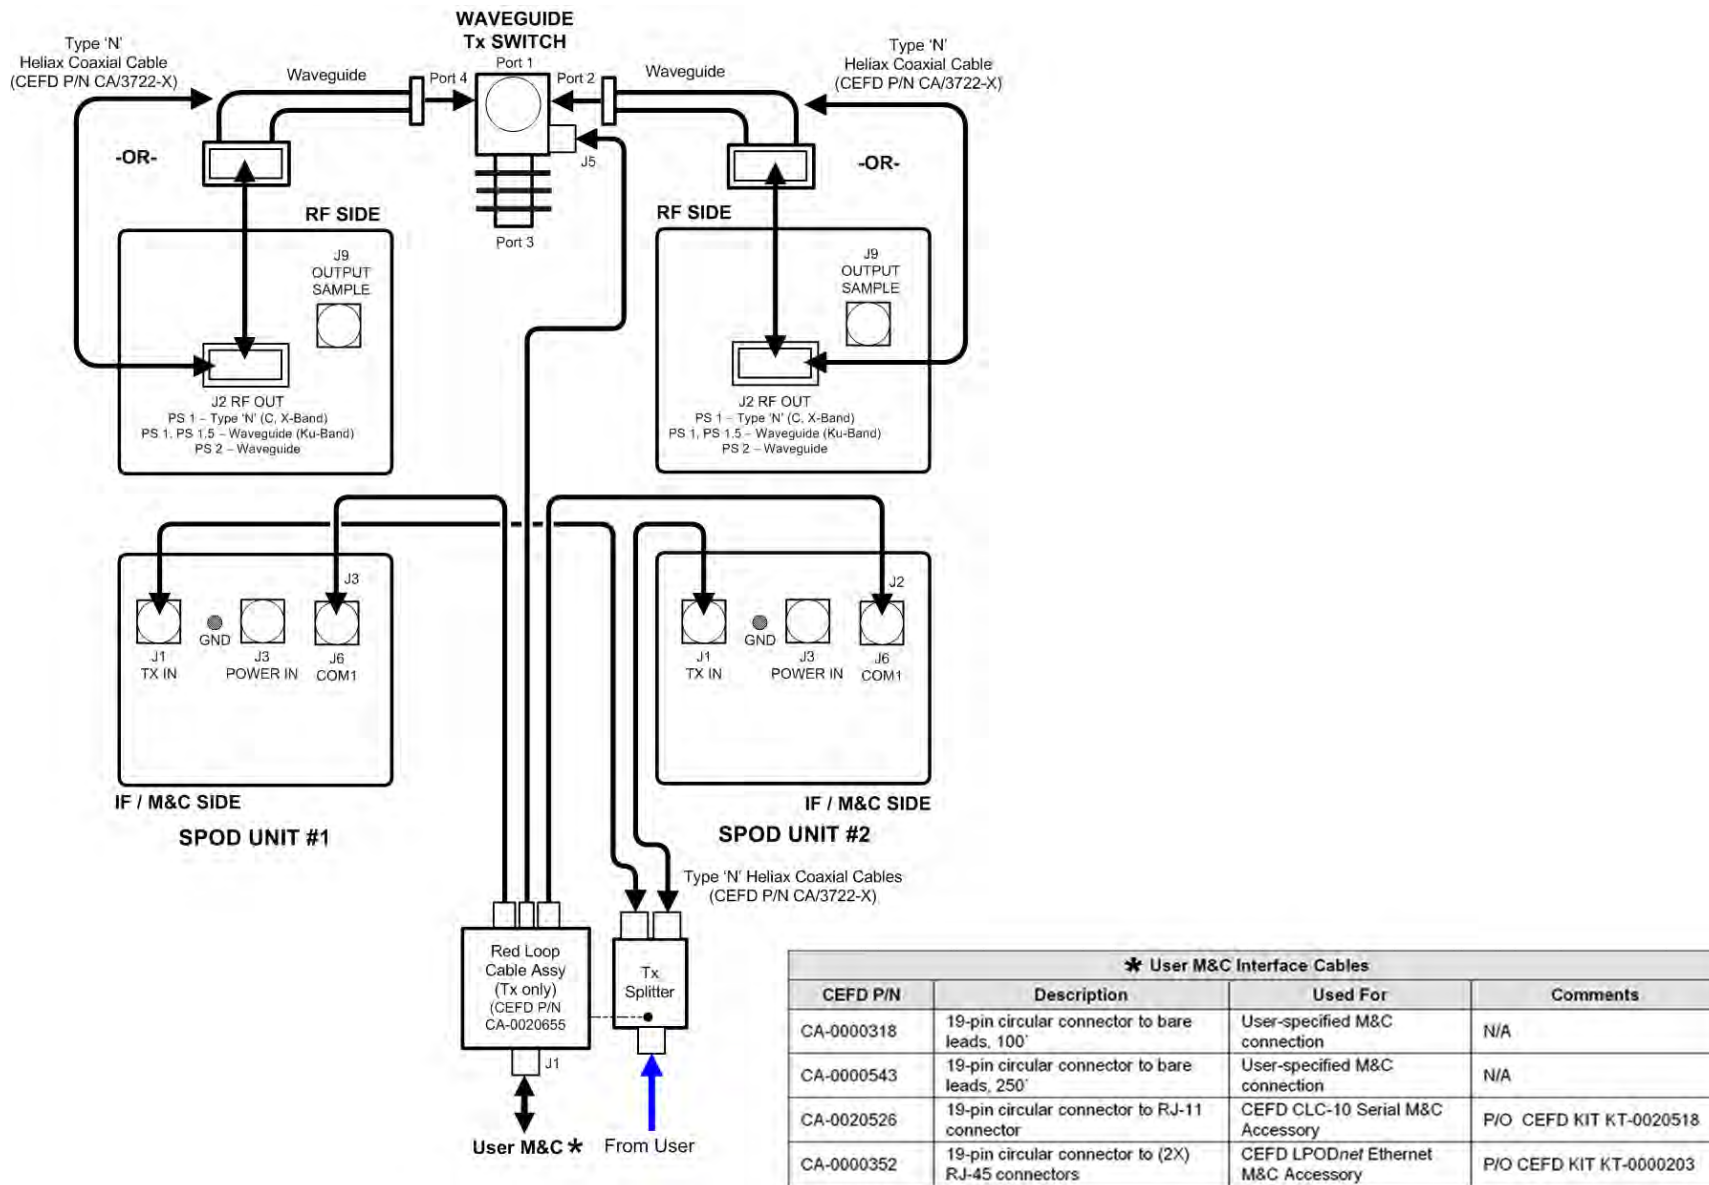 WAVEGUIDE
Tx SWITCH
Type ‘N’
Heliax Coaxial Cable
(CEFD P/N CA/3722-X)
Waveguide
Port 4
Port 1
Port 2
Waveguide
Type ‘N’
Heliax Coaxial Cable
(CEFD P/N CA/3722-X)
-OR-
J5
-OR-
Port 3
RF SIDE
J9
OUTPUT
SAMPLE
J2 RF OUT
PS 1 – Type ‘N’ (C, X-Band)
PS 1, PS 1.5 – Waveguide (Ku-Band)
PS 2 – Waveguide
RF SIDE
J9
OUTPUT
SAMPLE
J2 RF OUT
PS 1 – Type ‘N’ (C, X-Band)
PS 1, PS 1.5 – Waveguide (Ku-Band)
PS 2 – Waveguide
J3
J1
TX IN
GND
J3
POWER IN
J6
COM1
IF / M&C SIDE
SPOD UNIT #1
J2
J1
TX IN
GND
J3
POWER IN
J6
COM1
IF / M&C SIDE
SPOD UNIT #2
Type ‘N’ Heliax Coaxial Cables
(CEFD P/N CA/3722-X)
Red Loop
Cable Assy
(Tx only)
(CEFD P/N
CA-0020655
Tx
Splitter
J1
User M&C *
From User
* User M&C Interface Cables
CEFD P/N Description Used For Comments
CA-0000318 19-pin circular connector to bare leads, 100’ User-specified M&C connection N/A
CA-0000543 19-pin circular connector to bare leads, 250’ User-specified M&C connection N/A
CA-0020526 19-pin circular connector to RJ-11 connector CEFD CLC-10 Serial M&C Accessory P/O CEFD KIT KT-0020518
CA-0000352 19-pin circular connector to (2X) RJ-45 connectors CEFD LPODnet Ethernet M&C Accessory P/O CEFD KIT KT-0000203